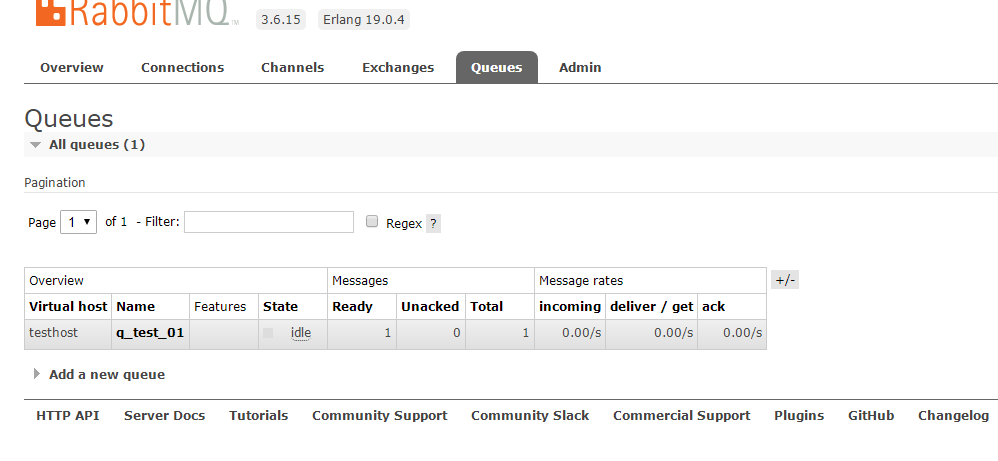 RabbitMQ TM 3.6.15 Erlang 19.0.4
Overview Connections Channels Exchanges Queues Admin
Queues
All queues (1)
Pagination
Page 1 of 1 - Filter: Regex ?
Overview Messages Message rates +/-
Virtual host Name Features State Ready Unacked Total incoming deliver / get ack
testhost q_test_01 idle 1 0 1 0.00/s 0.00/s 0.00/s
Add a new queue
HTTP API Server Docs Tutorials Community Support Community Slack Commercial Support Plugins GitHub Changelog